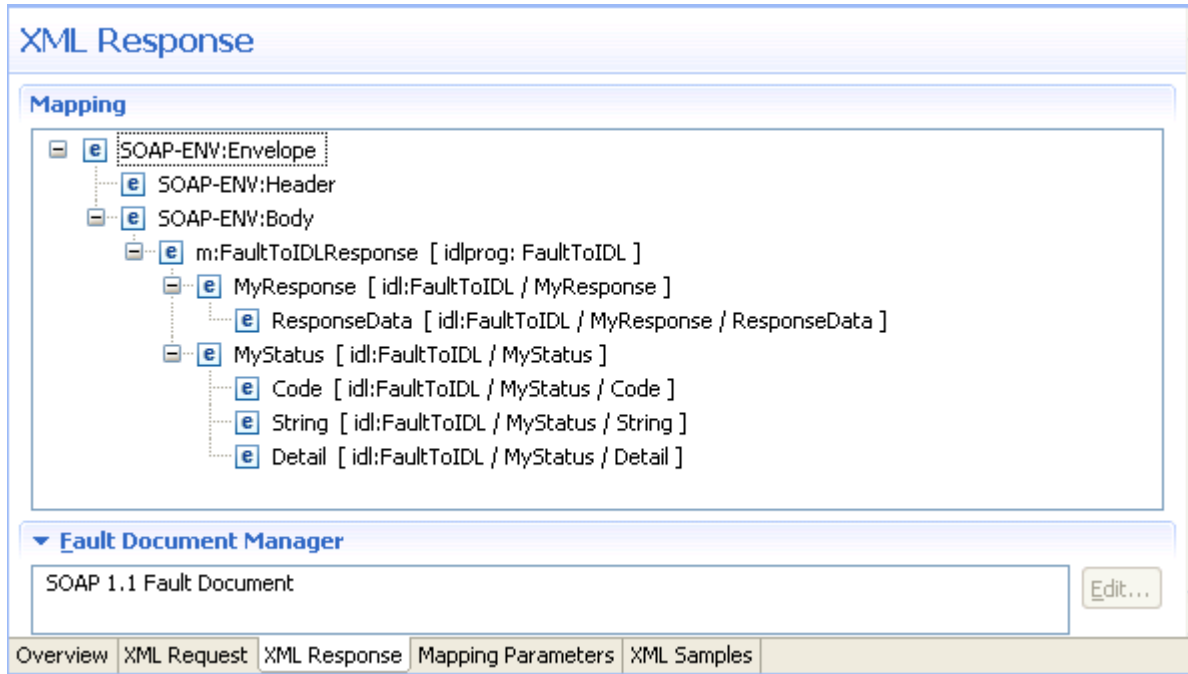 XML Response
Mapping
SOAP-ENV:Envelope
SOAP-ENV:Header
SOAP-ENV:Body
m:FaultToIDLResponse [ idlprog: FaultToIDL ]
MyResponse [ idl:FaultToIDL / MyResponse ]
ResponseData [ idl:FaultToIDL / MyResponse / ResponseData ]
MyStatus [ idl:FaultToIDL / MyStatus ]
Code [ idl:FaultToIDL / MyStatus / Code ]
String [ idl:FaultToIDL / MyStatus / String ]
Detail [ idl:FaultToIDL / MyStatus / Detail ]
Fault Document Manager
SOAP 1.1 Fault Document
Edit...
Overview XML Request XML Response Mapping Parameters XML Samples